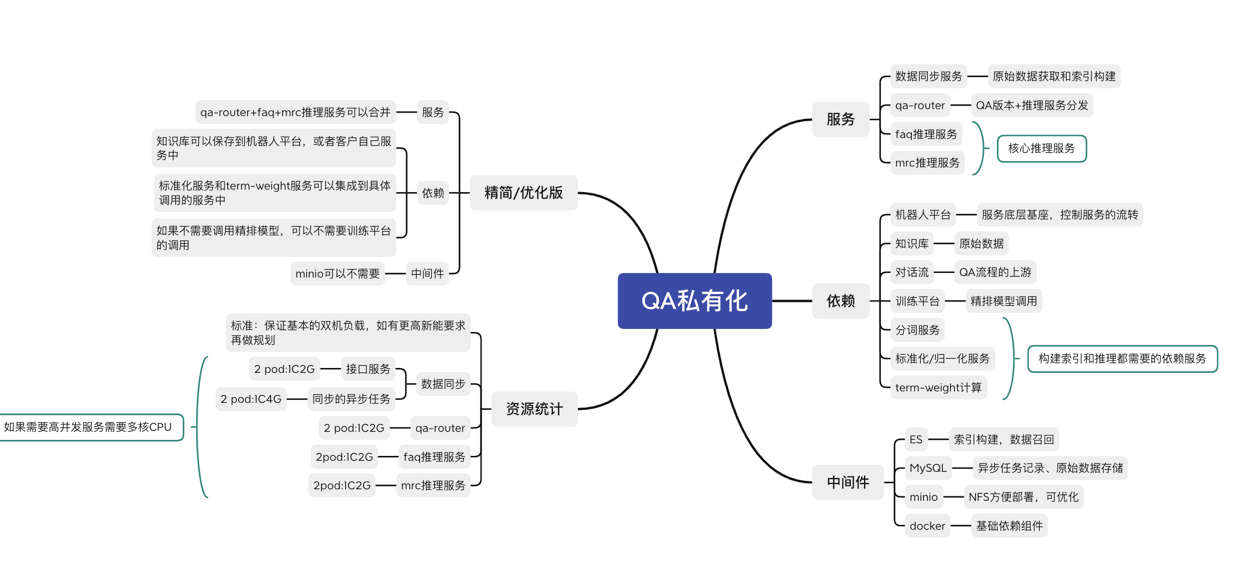 QA私有化
服务
数据同步服务
原始数据获取和索引构建
qa-router
QA版本+推理服务分发
faq推理服务
mrc推理服务
核心推理服务
依赖
机器人平台
服务底层基座，控制服务的流转
知识库
原始数据
对话流
QA流程的上游
训练平台
精排模型调用
分词服务
标准化/归一化服务
term-weight计算
构建索引和推理都需要的依赖服务
中间件
ES
索引构建，数据召回
MySQL
异步任务记录、原始数据存储
minio
NFS方便部署，可优化
docker
基础依赖组件
精简/优化版
服务
qa-router+faq+mrc推理服务可以合并
依赖
知识库可以保存到机器人平台，或者客户自己服
务中
标准化服务和term-weight服务可以集成到具体
调用的服务中
如果不需要调用精排模型，可以不需要训练平台
的调用
中间件
minio可以不需要
资源统计
标准：保证基本的双机负载，如有更高新能要求
再做规划
数据同步
接口服务
2 pod:1C2G
同步的异步任务
2 pod:1C4G
qa-router
2 pod:1C2G
faq推理服务
2pod:1C2G
mrc推理服务
2pod:1C2G
如果需要高并发服务需要多核CPU